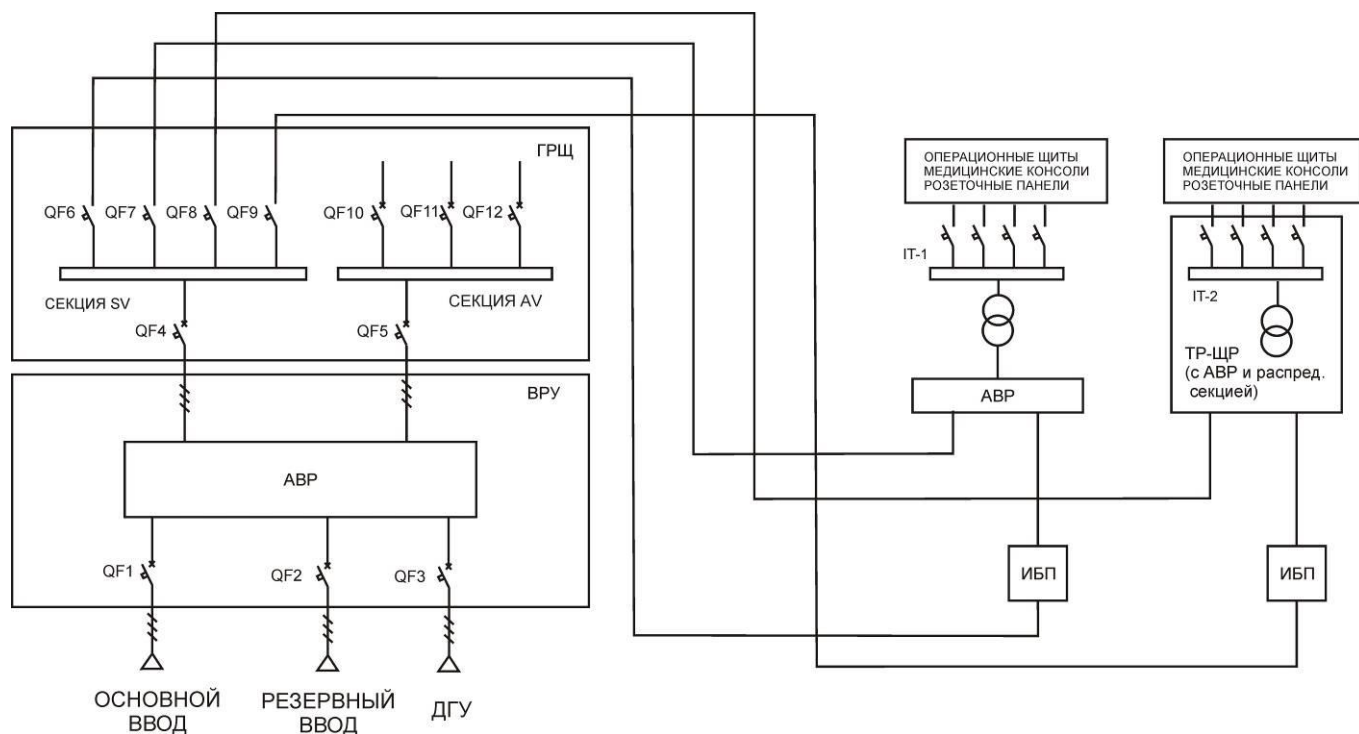 ГРЩ
QF6
QF7
QF8
QF9
QF10
QF11
QF12
СЕКЦИЯ SV
СЕКЦИЯ AV
QF4
QF5
ВРУ
АВР
QF1
QF2
QF3
ОСНОВНОЙ
ВВОД
РЕЗЕРВНЫЙ
ВВОД
ДГУ
ОПЕРАЦИОННЫЕ ЩИТЫ
МЕДИЦИНСКИЕ КОНСОЛИ
РОЗЕТОЧНЫЕ ПАНЕЛИ
IT-1
АВР
ИБП
ОПЕРАЦИОННЫЕ ЩИТЫ
МЕДИЦИНСКИЕ КОНСОЛИ
РОЗЕТОЧНЫЕ ПАНЕЛИ
IT-2
ТР-ЩР
(с АВР и распред.
секцией)
ИБП